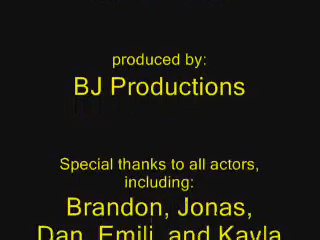 produced by:
BJ Productions
Special thanks to all actors,
including:
Brandon, Jonas,
Dan, Emili, and Kayla